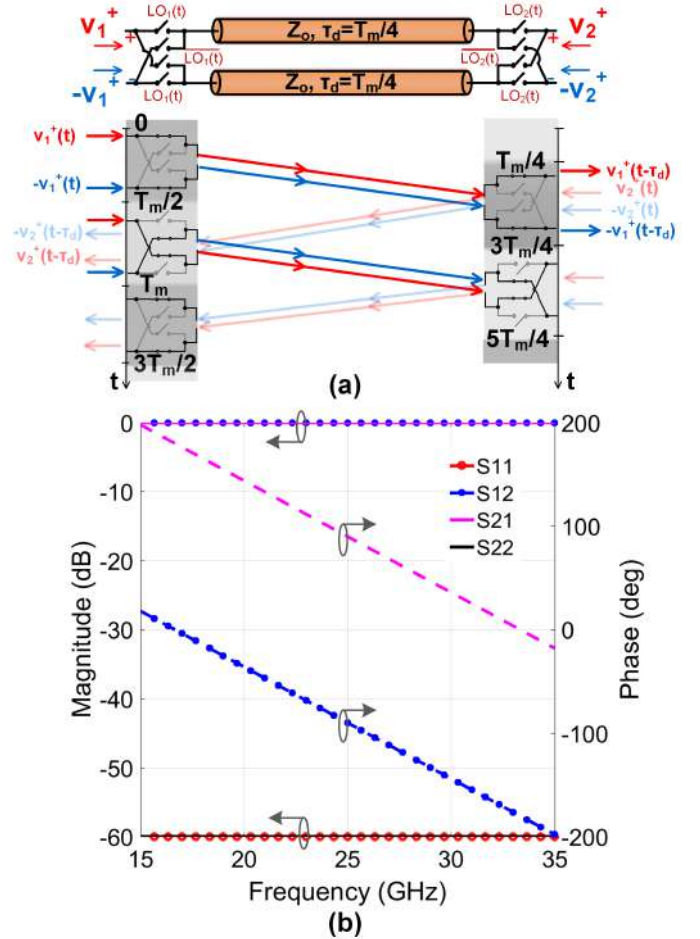 LO1(t) LO2(t)
v1+ + Zo, τd=Tm/4 + v2+
LO1(t) LO2(t)
-v1+ - Zo, τd=Tm/4 - -v2+
LO1(t) LO2(t)
0
v1+(t) Tm/4 v1+(t-τd)
v2+(t)
-v1+(t) -v2+(t)
Tm/2 -v1+(t-τd)
-v2+(t-τd) 3Tm/4
v2+(t-τd)
Tm
3Tm/2 5Tm/4
t (a) t
0 200
S11
S12
S21
S22
-10
-20 100
-30 0
-40 -100
-50
-60 -200
Magnitude (dB)
Phase (deg)
15 20 25 30 35
Frequency (GHz)
(b)